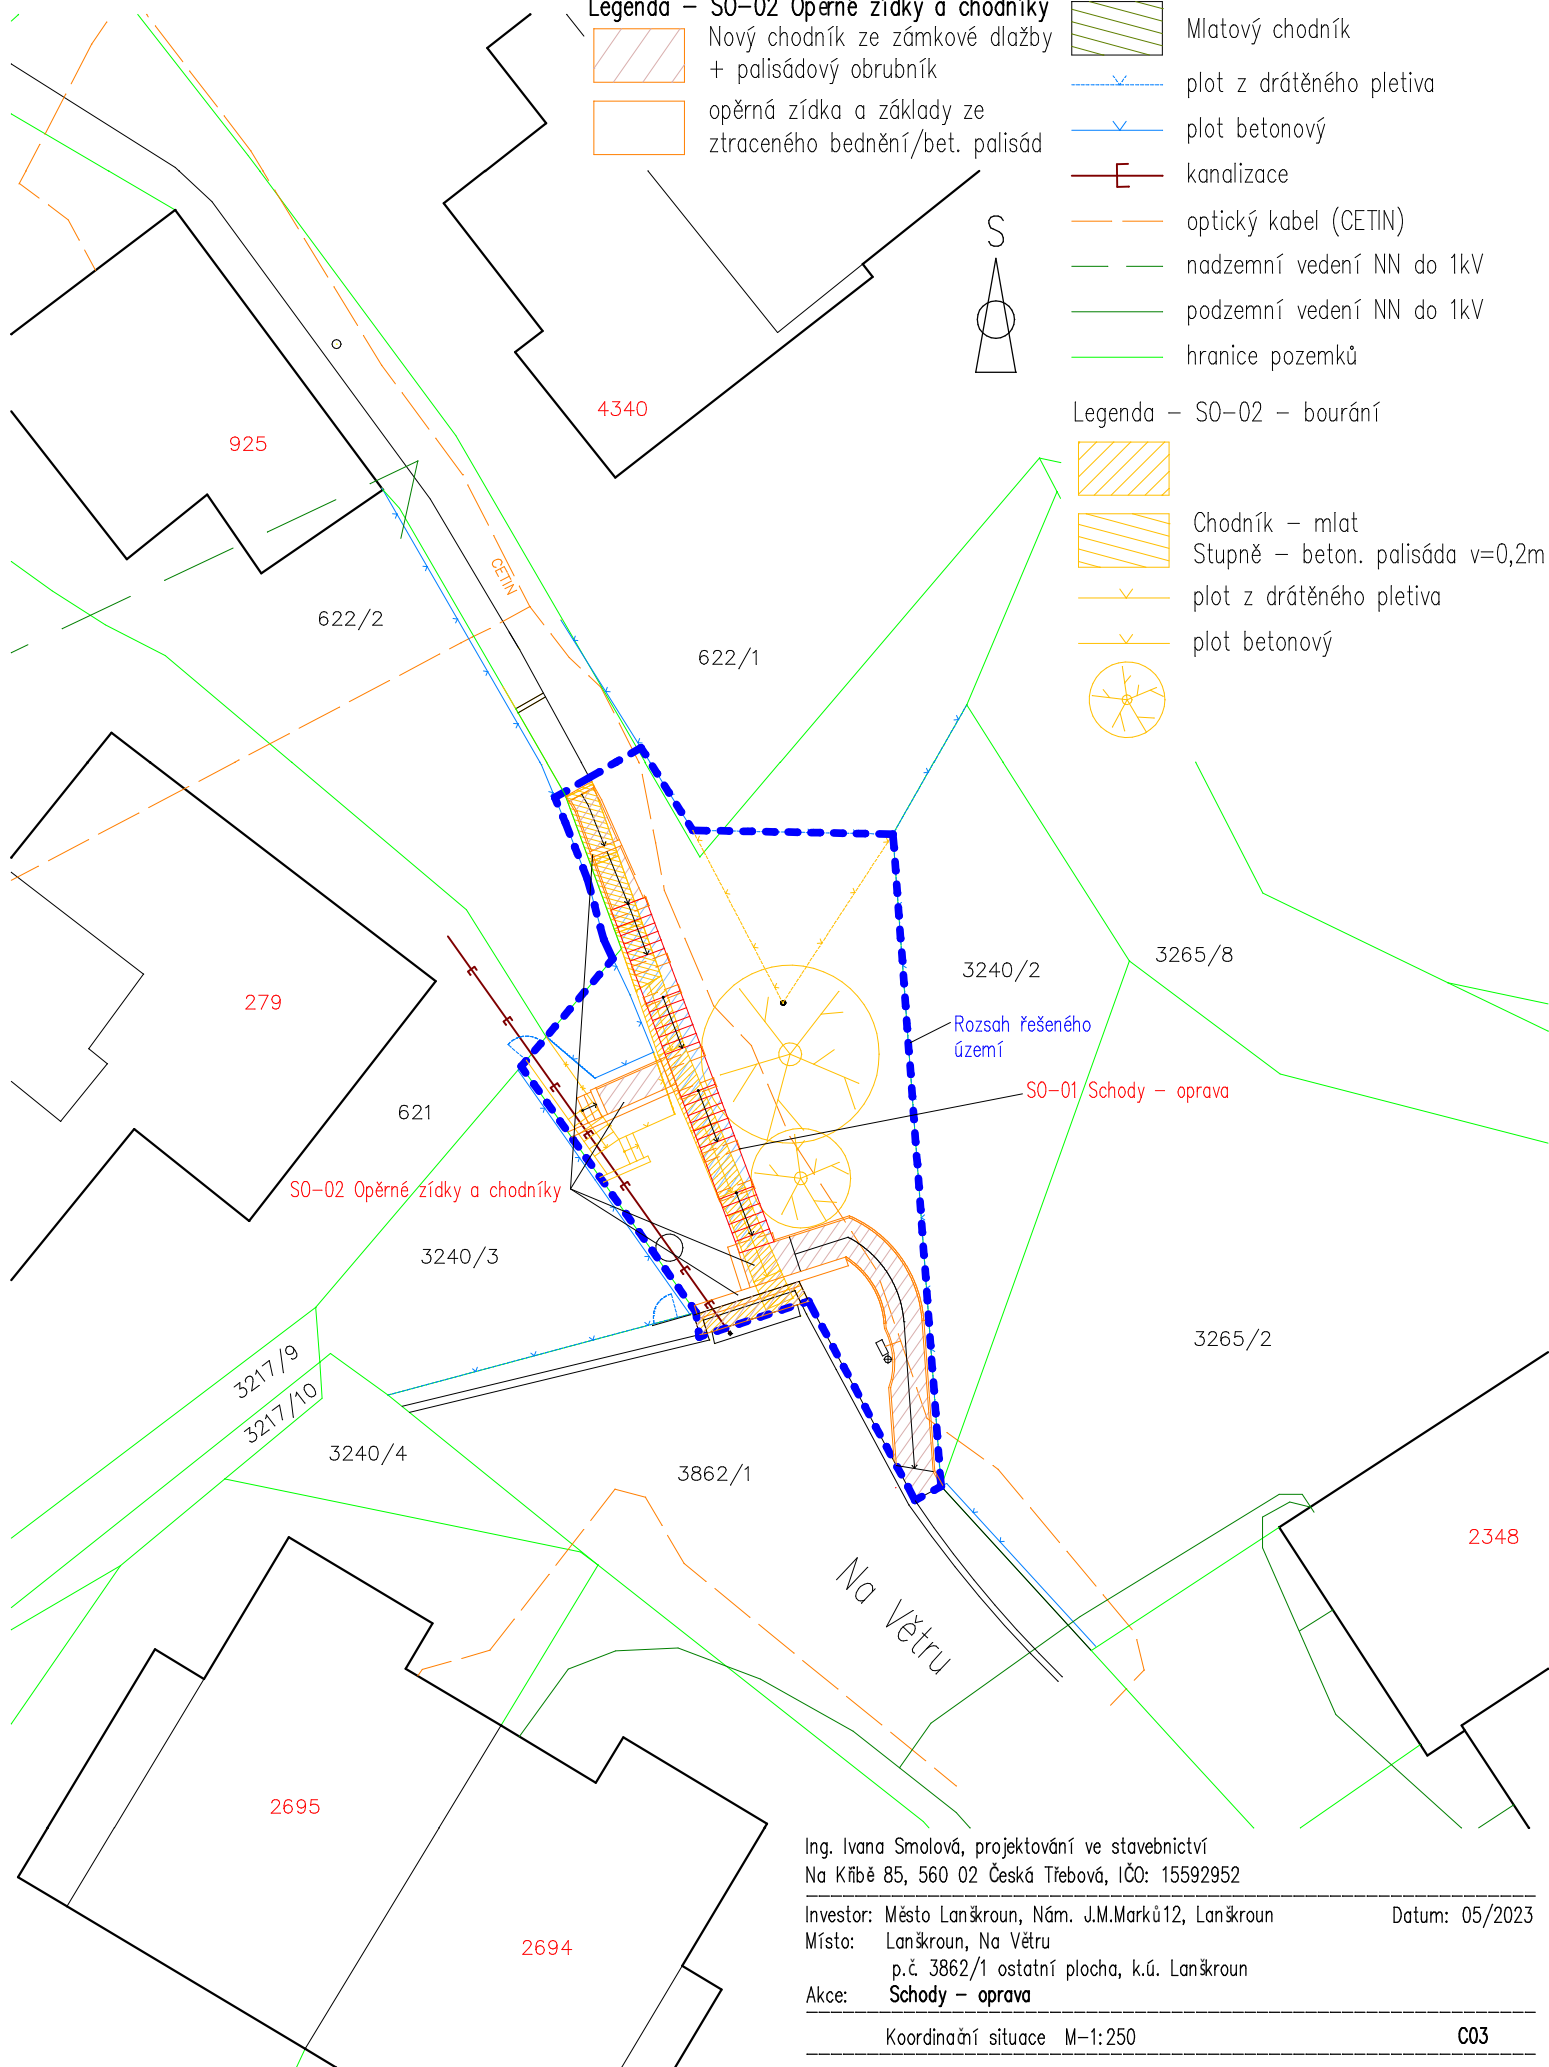 Legenda – SO-02 Opěrné zídky a chodníky
Nový chodník ze zámkové dlažby
+ palisádový obrubník
opěrná zídka a základy ze
ztraceného bednění/bet. palisád
Mlatový chodník
plot z drátěného pletiva
plot betonový
kanalizace
optický kabel (CETIN)
nadzemní vedení NN do 1kV
podzemní vedení NN do 1kV
hranice pozemků
S
Legenda – SO-02 – bourání
Chodník – mlat
Stupně – beton. palisáda v=0,2m
plot z drátěného pletiva
plot betonový
4340
925
CETIN
622/2
622/1
3265/8
3240/2
279
Rozsah řešeného
území
SO-01 Schody – oprava
621
SO-02 Opěrné zídky a chodníky
3240/3
3265/2
3217/9
3217/10
3240/4
3862/1
2348
Na Větru
2695
2694
Ing. Ivana Smolová, projektování ve stavebnictví
Na Křibě 85, 560 02 Česká Třebová, IČO: 15592952
Investor: Město Lanškroun, Nám. J.M.Marků12, Lanškroun Datum: 05/2023
Místo: Lanškroun, Na Větru
p.č. 3862/1 ostatní plocha, k.ú. Lanškroun
Akce: Schody – oprava
Koordinační situace M-1:250 C03